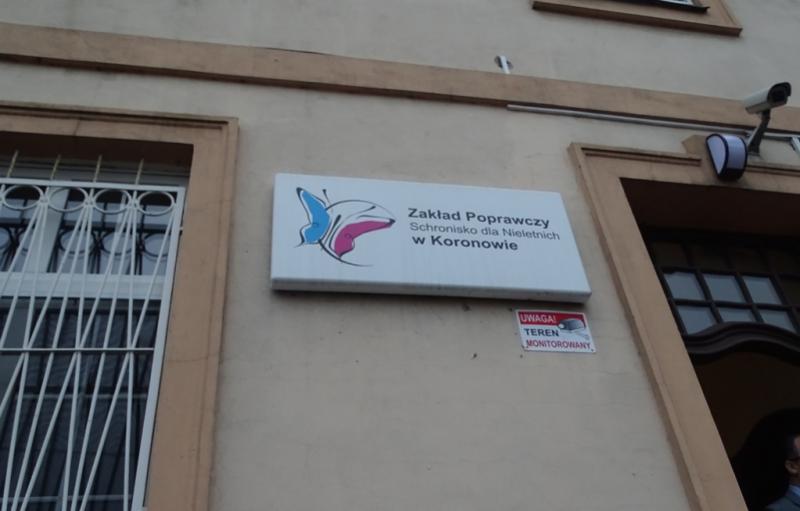 Zakład Poprawczy
Schronisko dla Nieletnich
w Koronowie
UWAGA!
TEREN
MONITOROWANY